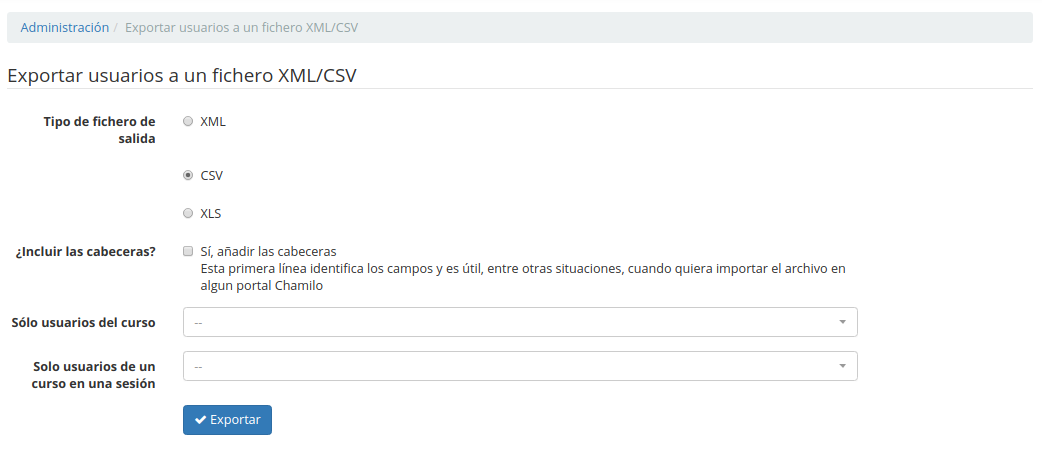 Administración / Exportar usuarios a un fichero XML/CSV
Exportar usuarios a un fichero XML/CSV
Tipo de fichero de
salida
XML
CSV
XLS
¿Incluir las cabeceras?
Sí, añadir las cabeceras
Esta primera línea identifica los campos y es útil, entre otras situaciones, cuando quiera importar el archivo en
algun portal Chamilo
Sólo usuarios del curso
--
Solo usuarios de un
curso en una sesión
--
Exportar